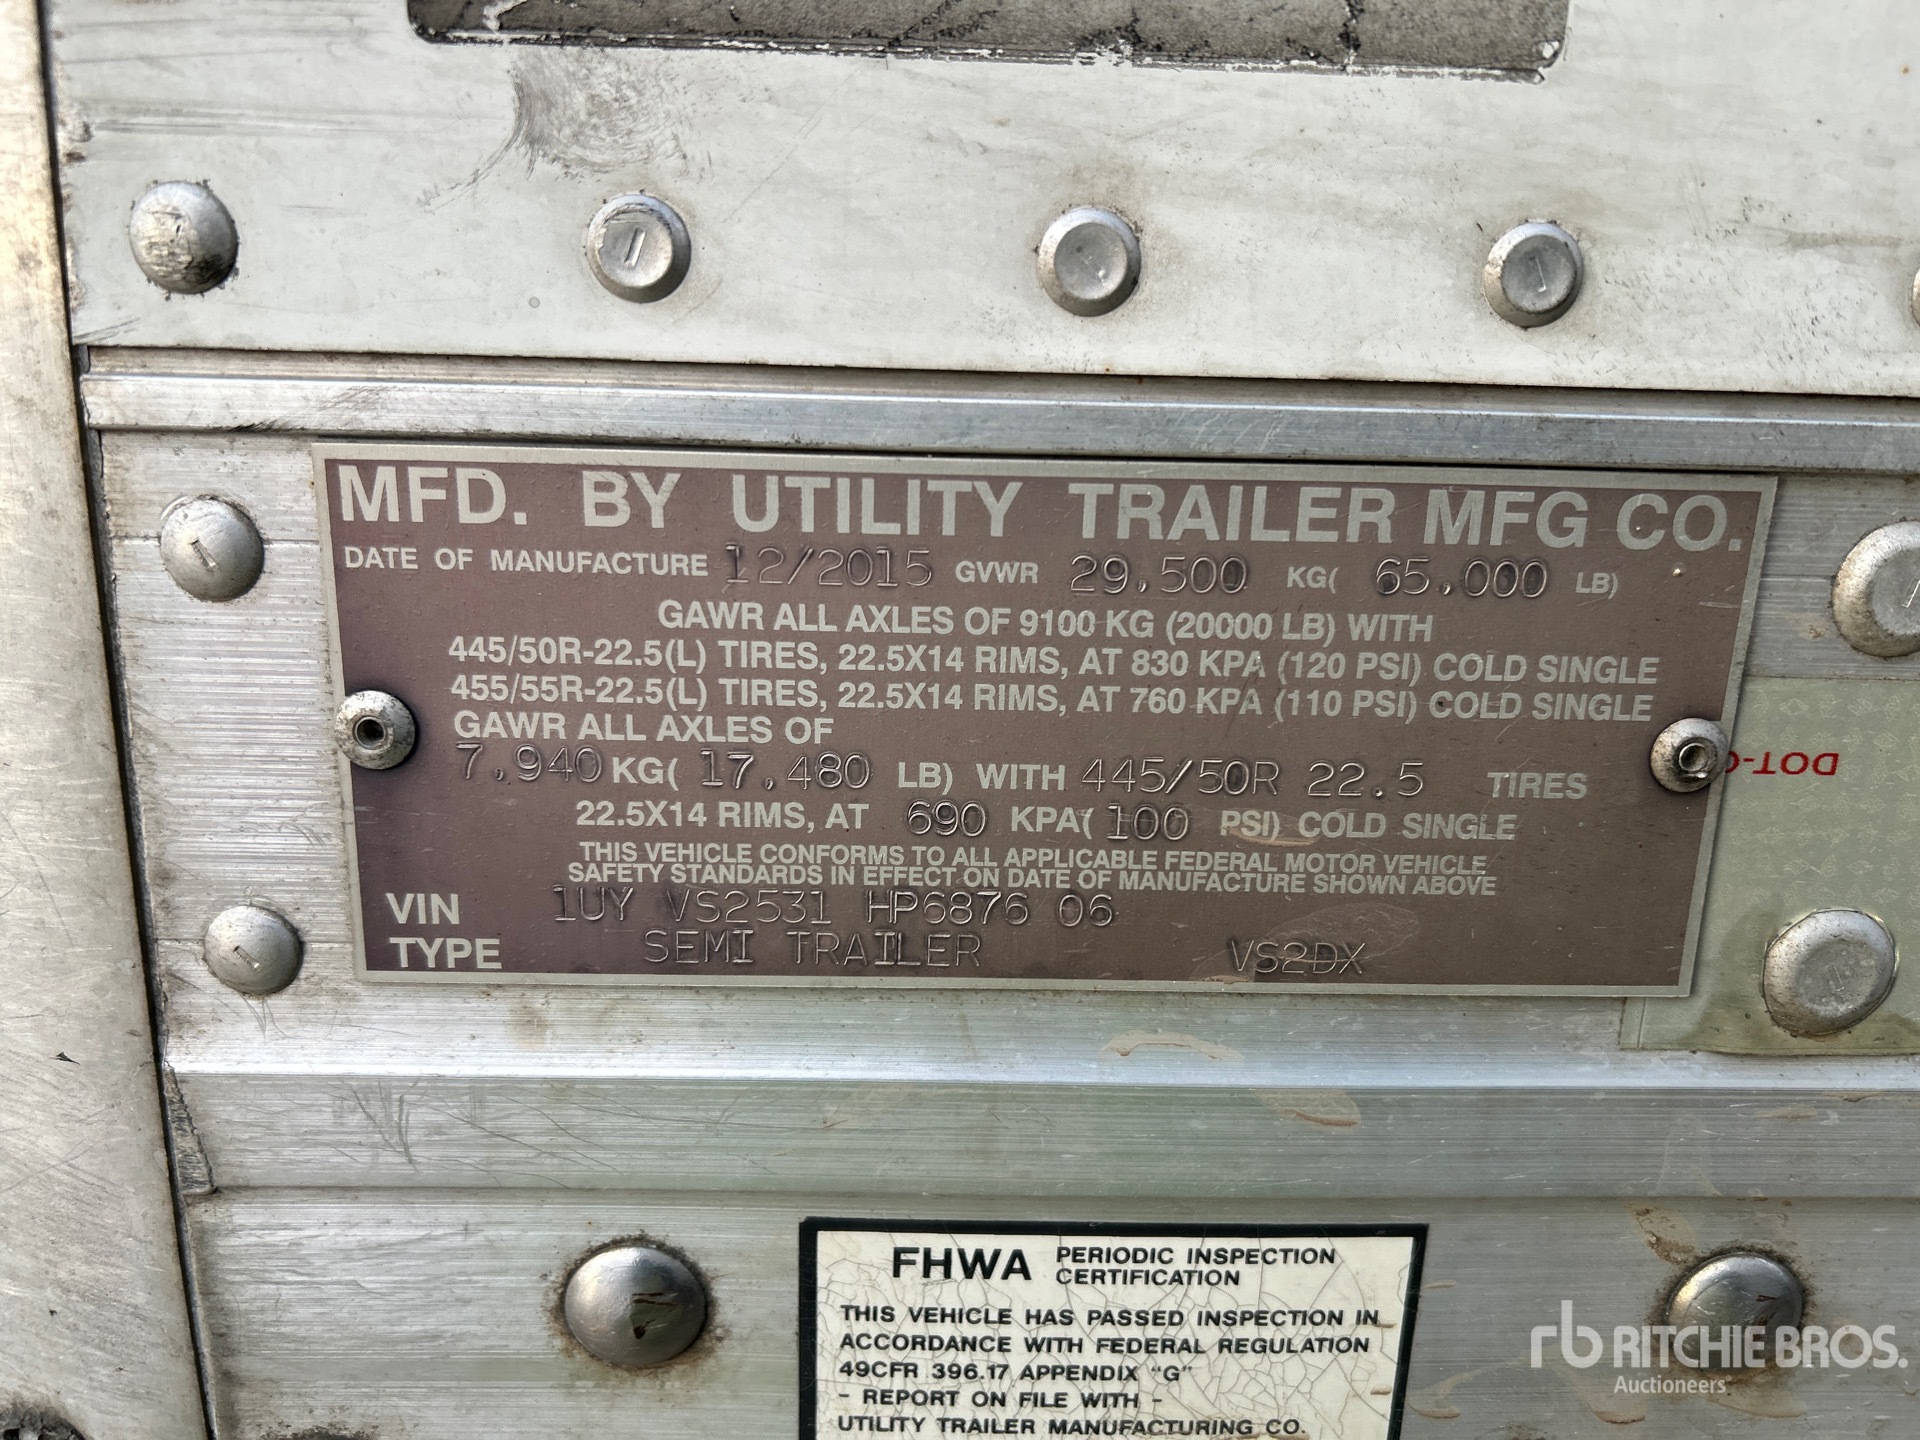 MFD. BY UTILITY TRAILER MFG CO.
DATE OF MANUFACTURE 12/2015 GVWR 29,500 KG( 65,000 LB)
GAWR ALL AXLES OF 9100 KG (20000 LB) WITH
445/50R-22.5(L) TIRES, 22.5X14 RIMS, AT 830 KPA (120 PSI) COLD SINGLE
455/55R-22.5(L) TIRES, 22.5X14 RIMS, AT 760 KPA (110 PSI) COLD SINGLE
GAWR ALL AXLES OF
7,940 KG( 17,480 LB) WITH 445/50R 22.5 TIRES
22.5X14 RIMS, AT 690 KPA( 100 PSI) COLD SINGLE
THIS VEHICLE CONFORMS TO ALL APPLICABLE FEDERAL MOTOR VEHICLE
SAFETY STANDARDS IN EFFECT ON DATE OF MANUFACTURE SHOWN ABOVE
VIN 1UY VS2531 HP6876 06
TYPE SEMI TRAILER VS2DX
DOT-C
FHWA PERIODIC INSPECTION
CERTIFICATION
THIS VEHICLE HAS PASSED INSPECTION IN
ACCORDANCE WITH FEDERAL REGULATION
49CFR 396.17 APPENDIX "G"
- REPORT ON FILE WITH -
UTILITY TRAILER MANUFACTURING CO.
rb RITCHIE BROS.
Auctioneers